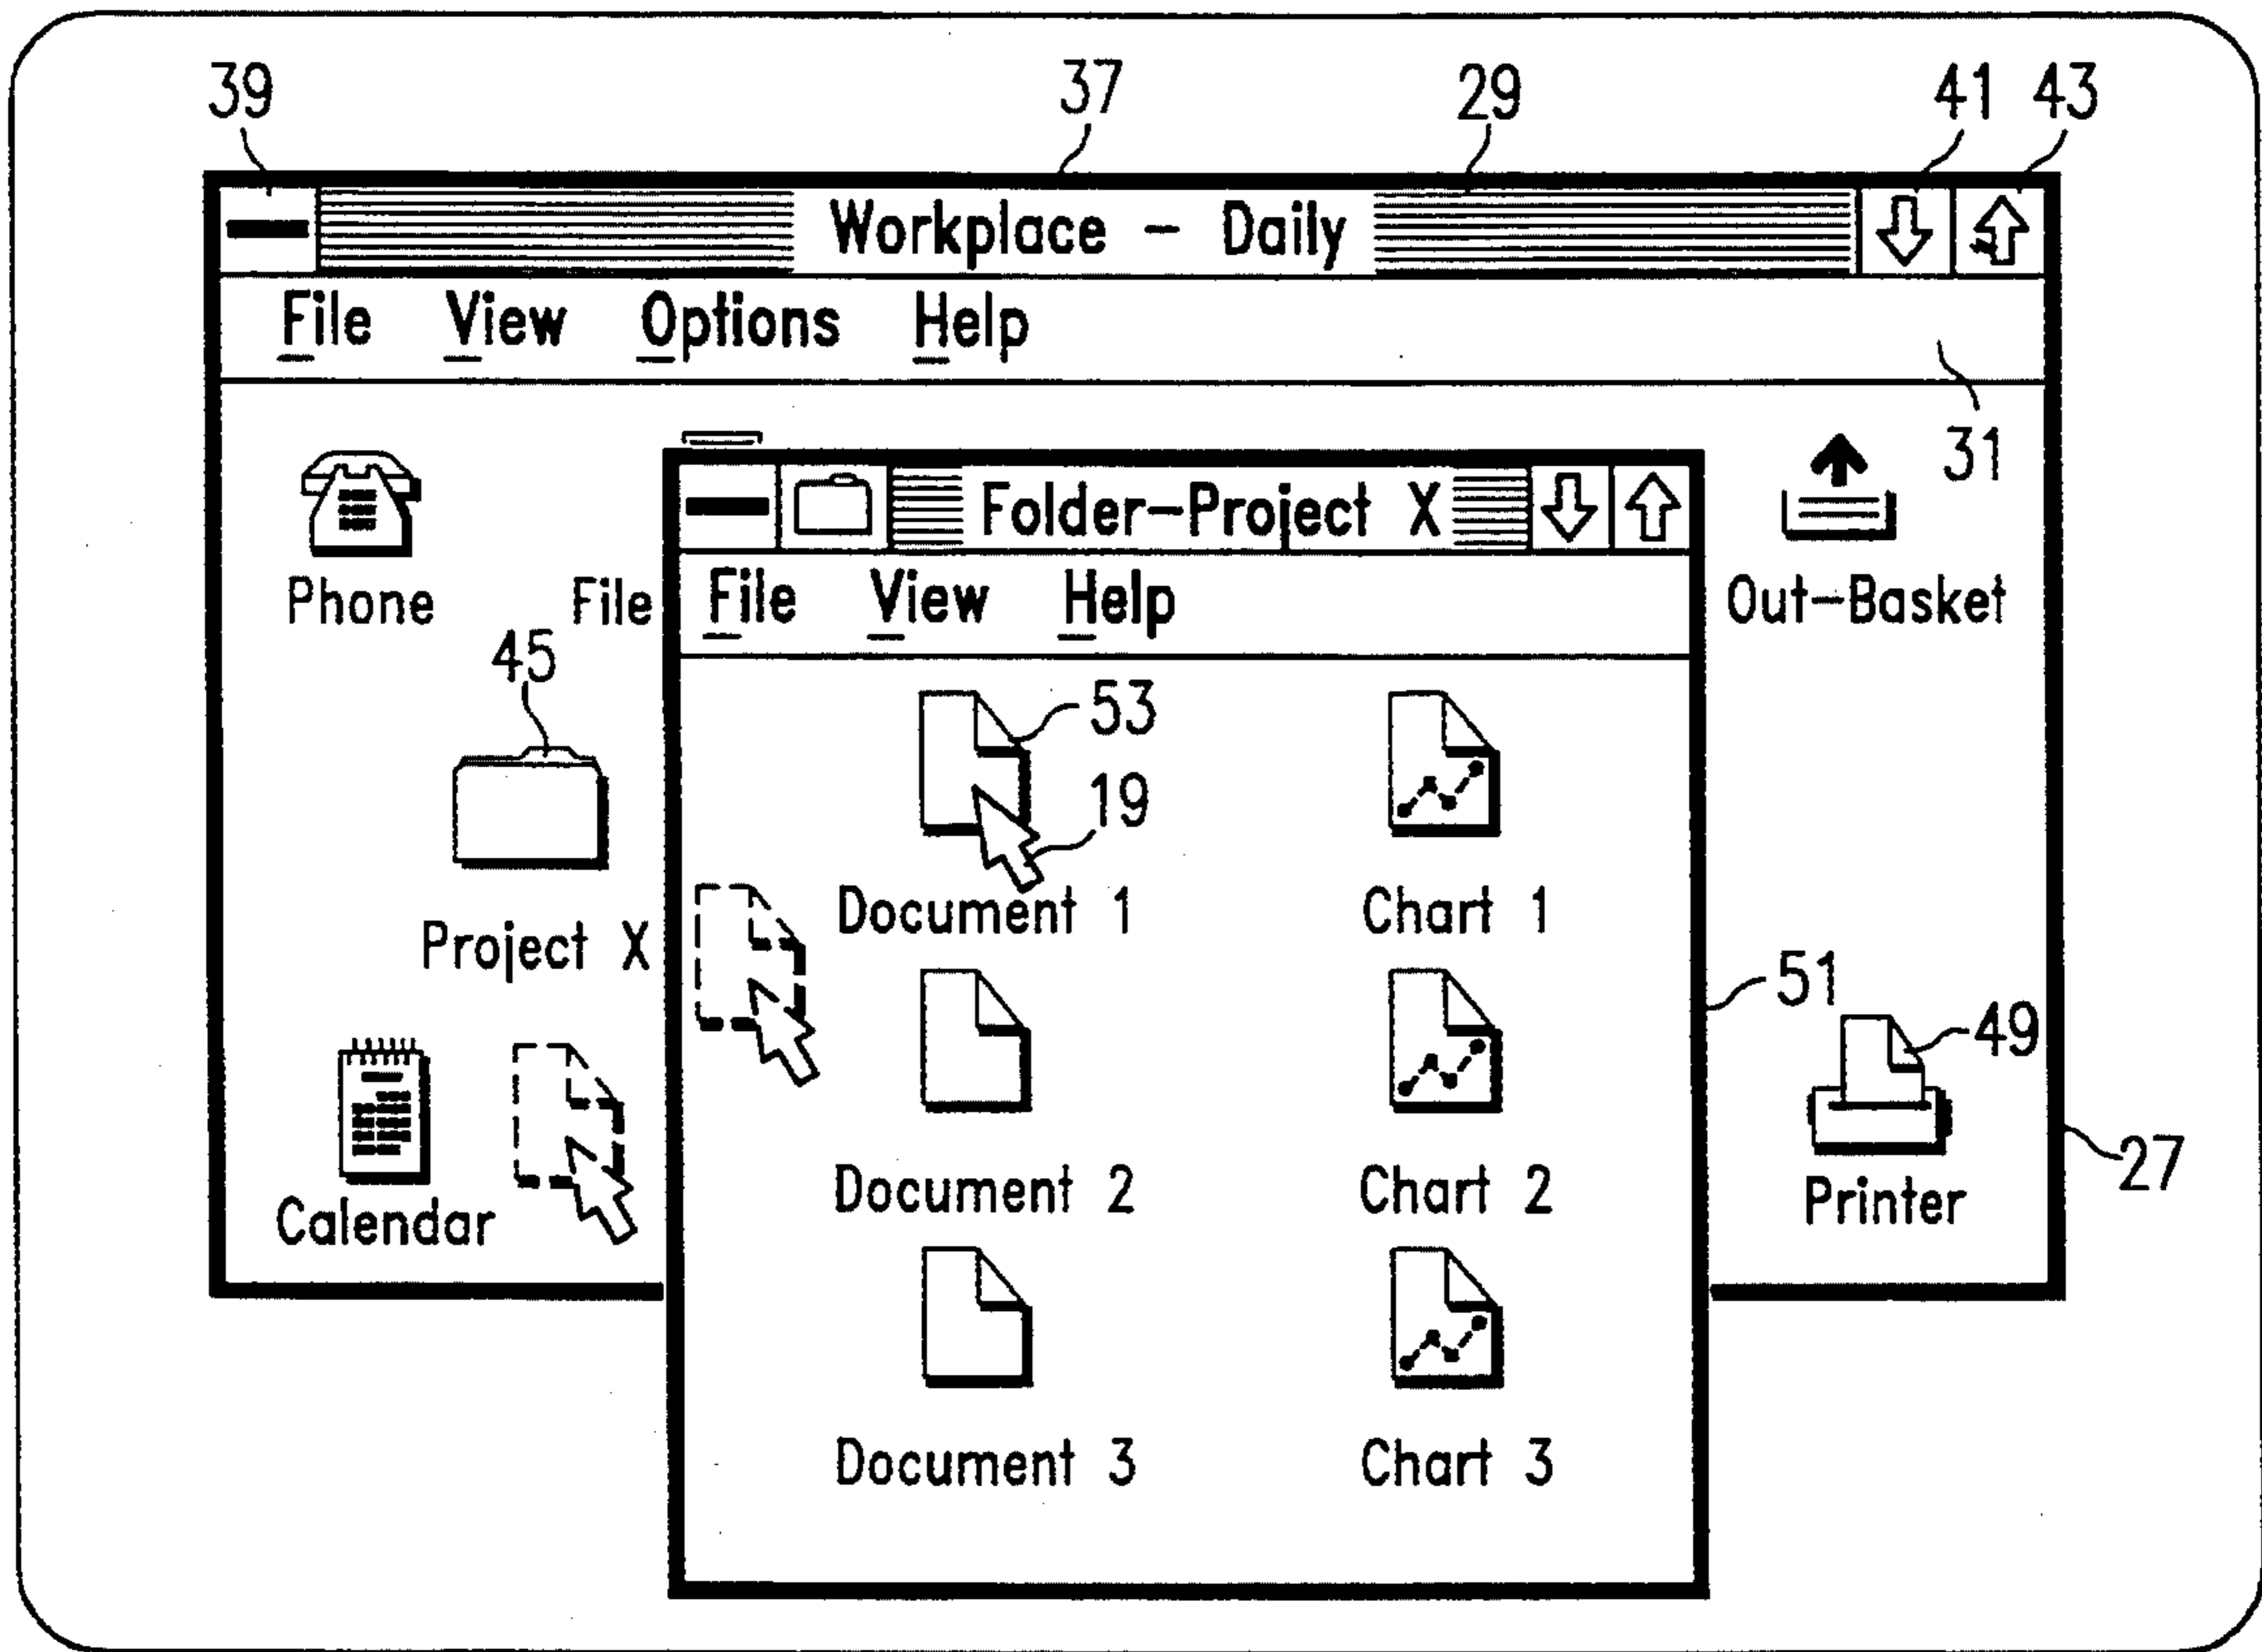 39 37 29 41 43
Workplace - Daily
File View Options Help
31
Folder-Project X
Phone File File View Help Out-Basket
45
53
19
Document 1 Chart 1
Project X
51
49
Document 2 Chart 2 Printer
27
Calendar
Document 3 Chart 3